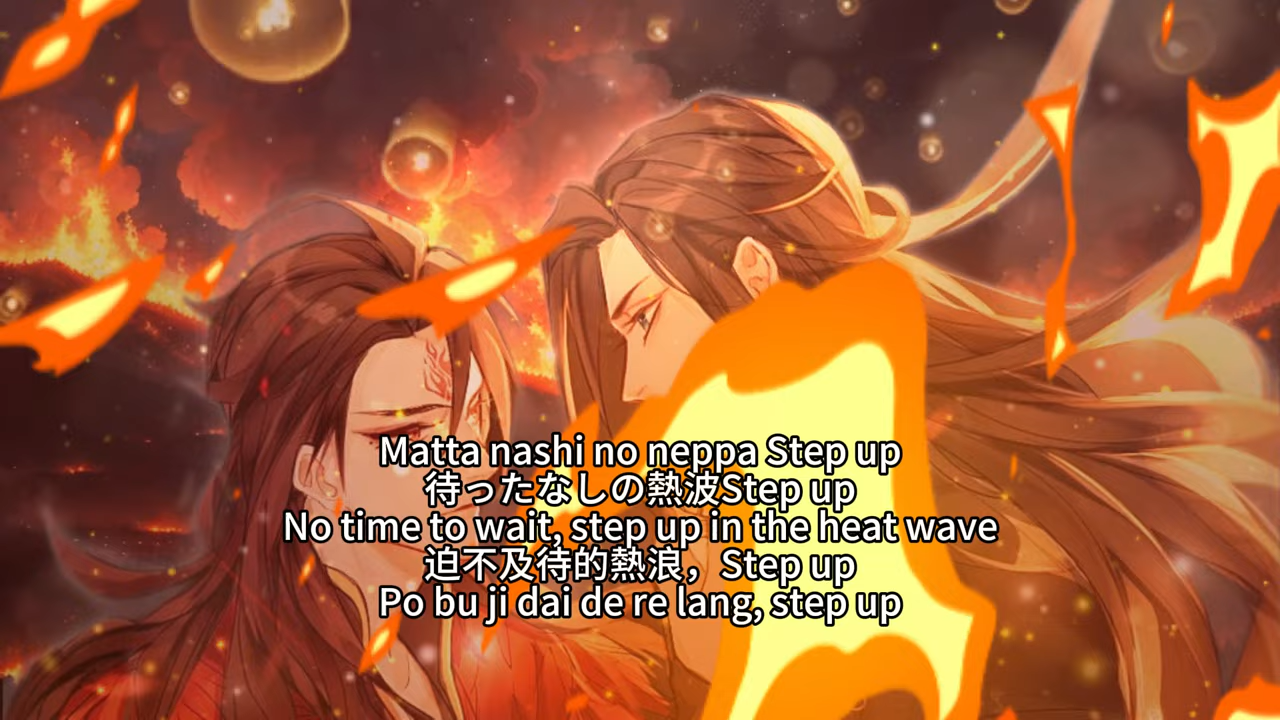 Matta nashi no neppa Step up
待ったなしの熱波Step up
No time to wait, step up in the heat wave
迫不及待的熱浪，Step up
Po bu ji dai de re lang, step up